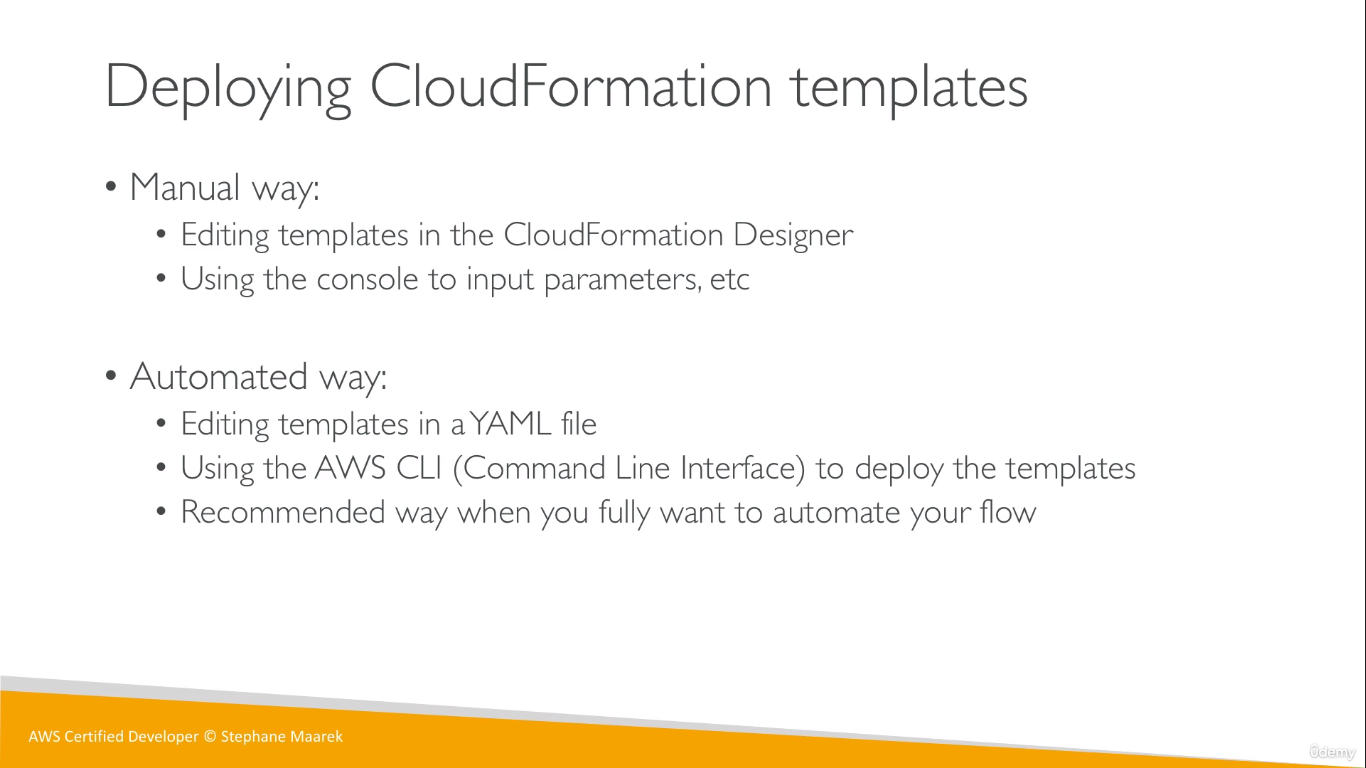 Deploying CloudFormation templates
• Manual way:
• Editing templates in the CloudFormation Designer
• Using the console to input parameters, etc
• Automated way:
• Editing templates in a YAML file
• Using the AWS CLI (Command Line Interface) to deploy the templates
• Recommended way when you fully want to automate your flow
AWS Certified Developer © Stephane Maarek
ûdemy